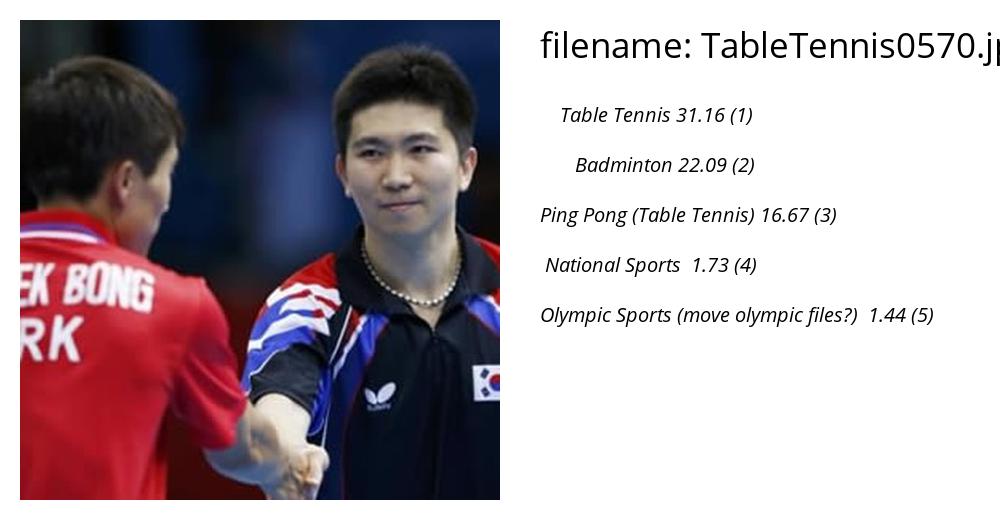 filename: TableTennis0570.jp
Table Tennis 31.16 (1)
Badminton 22.09 (2)
Ping Pong (Table Tennis) 16.67 (3)
National Sports 1.73 (4)
Olympic Sports (move olympic files?) 1.44 (5)
EK BONG
RK
Butterfly